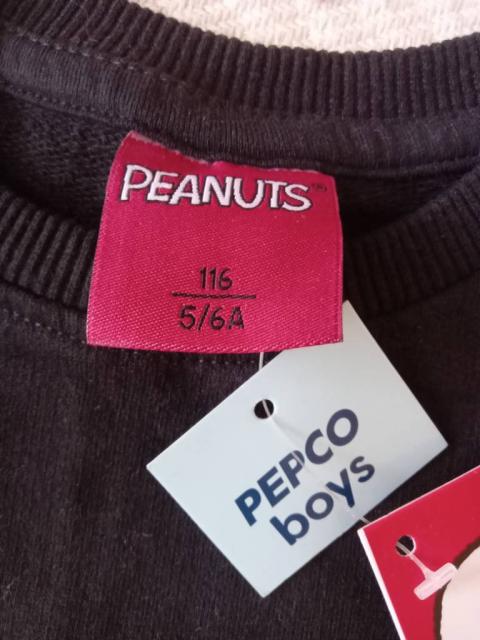 PEANUTS
116
5/6A
PEPCO
boys